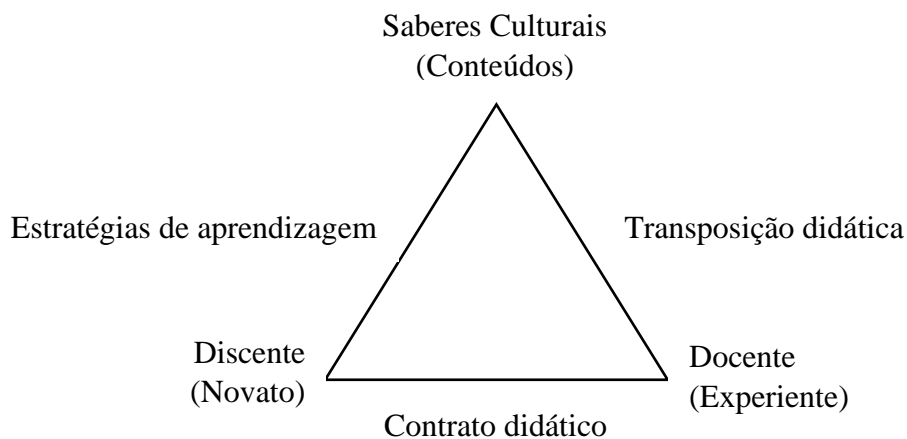 Saberes Culturais
(Conteúdos)
Estratégias de aprendizagem
Transposição didática
Discente
(Novato)
Docente
(Experiente)
Contrato didático